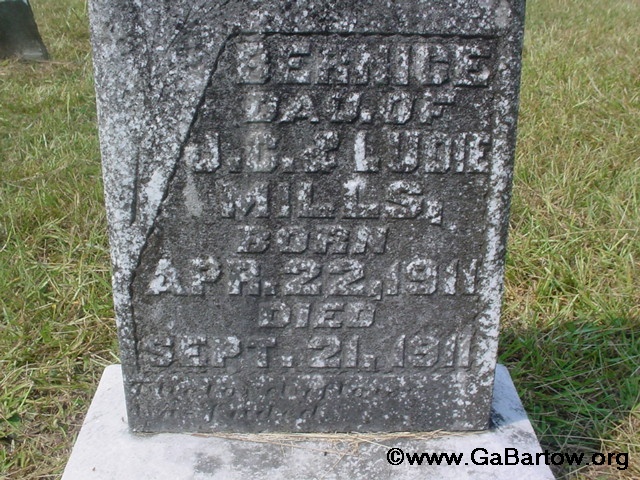 BERNICE
DAU. OF
J.C. & LUDIE
MILLS,
BORN
APR. 22, 1911
DIED
SEPT. 21, 1911
©www.GaBartow.org